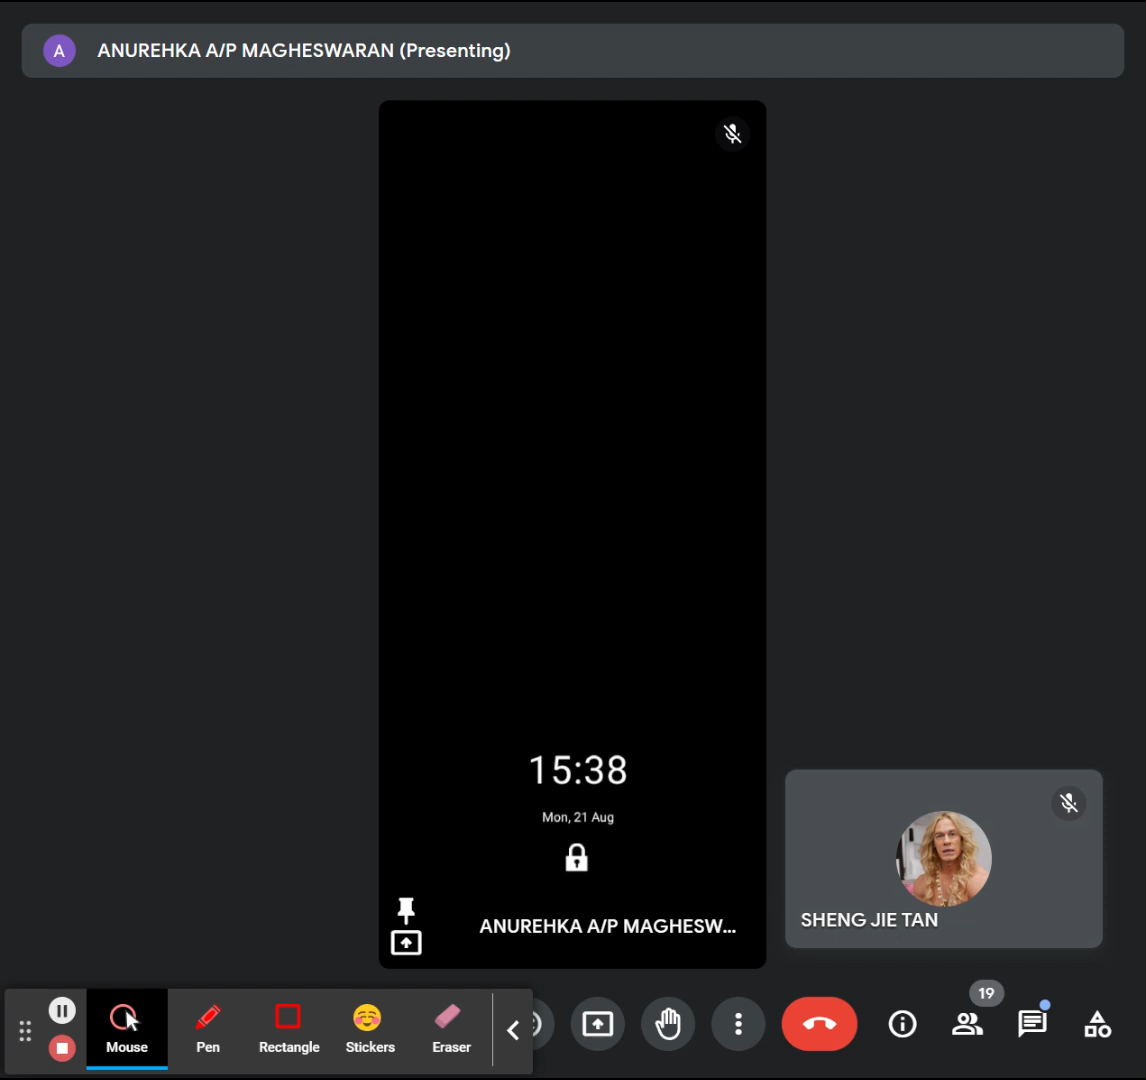 A
ANUREHKA A/P MAGHESWARAN (Presenting)
15:38
Mon, 21 Aug
ANUREHKA A/P MAGHESW...
SHENG JIE TAN
19
Mouse
Pen
Rectangle
Stickers
Eraser